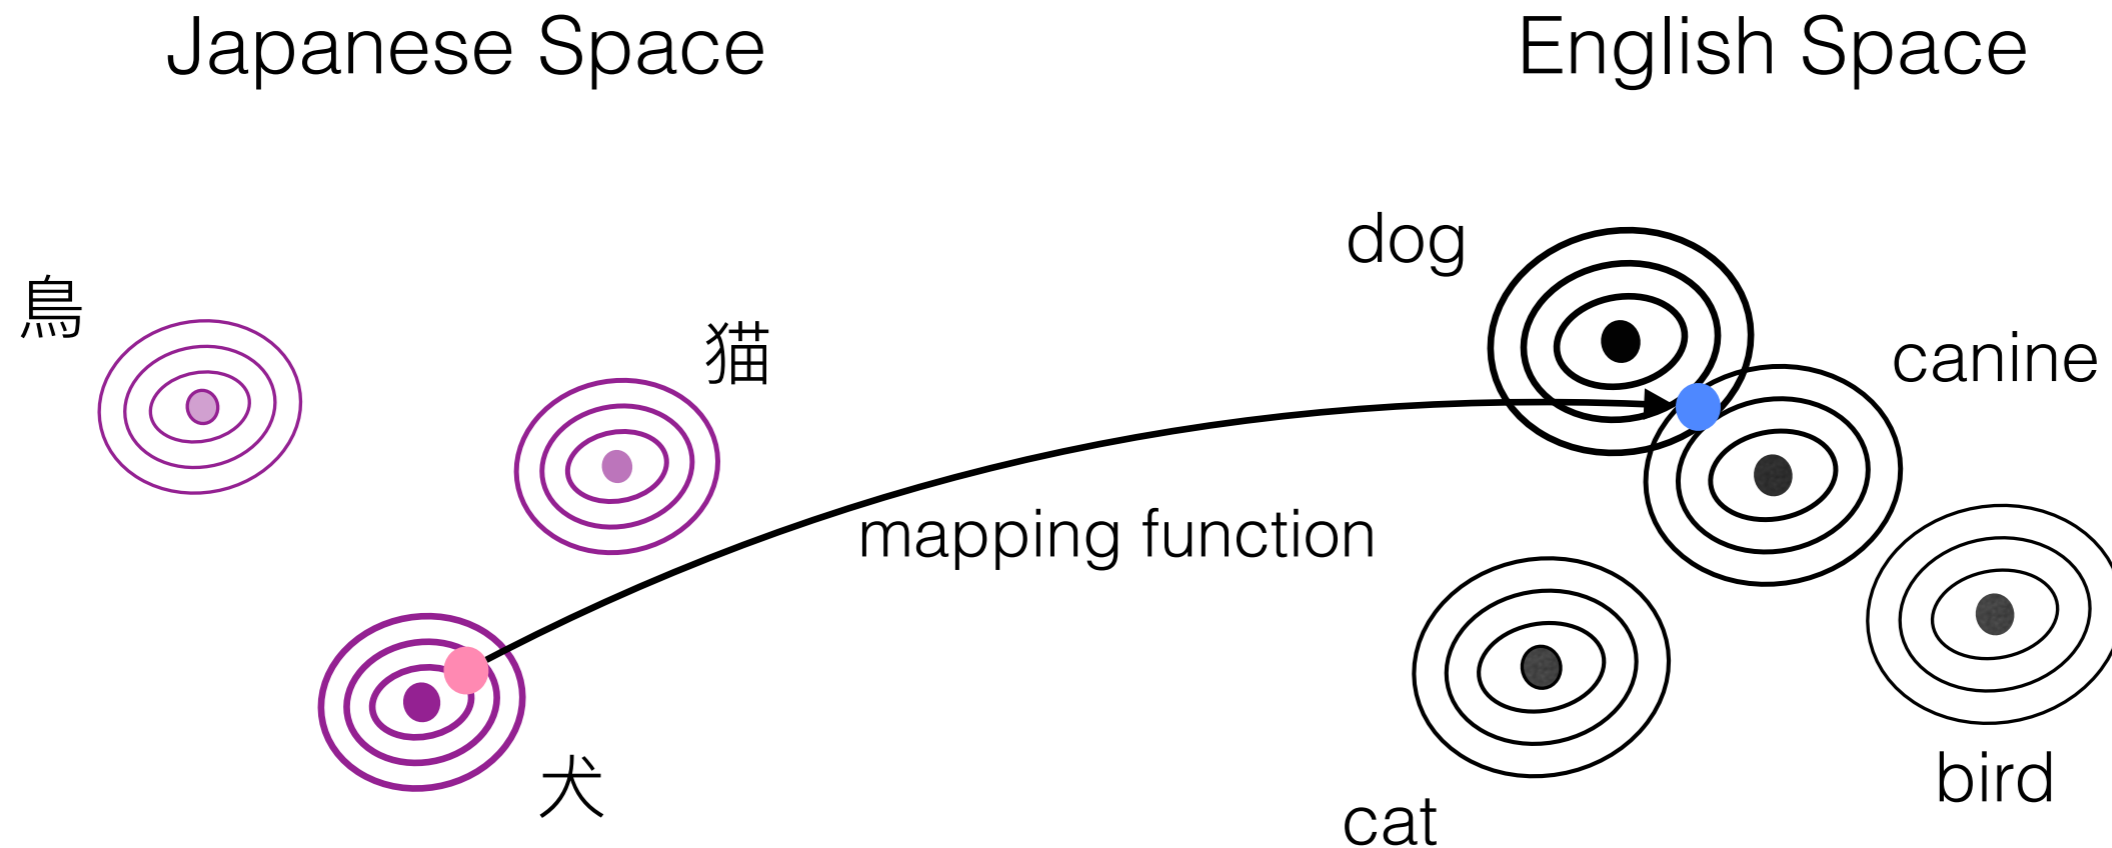 Japanese Space
English Space
dog
鳥
猫
canine
mapping function
犬
bird
cat